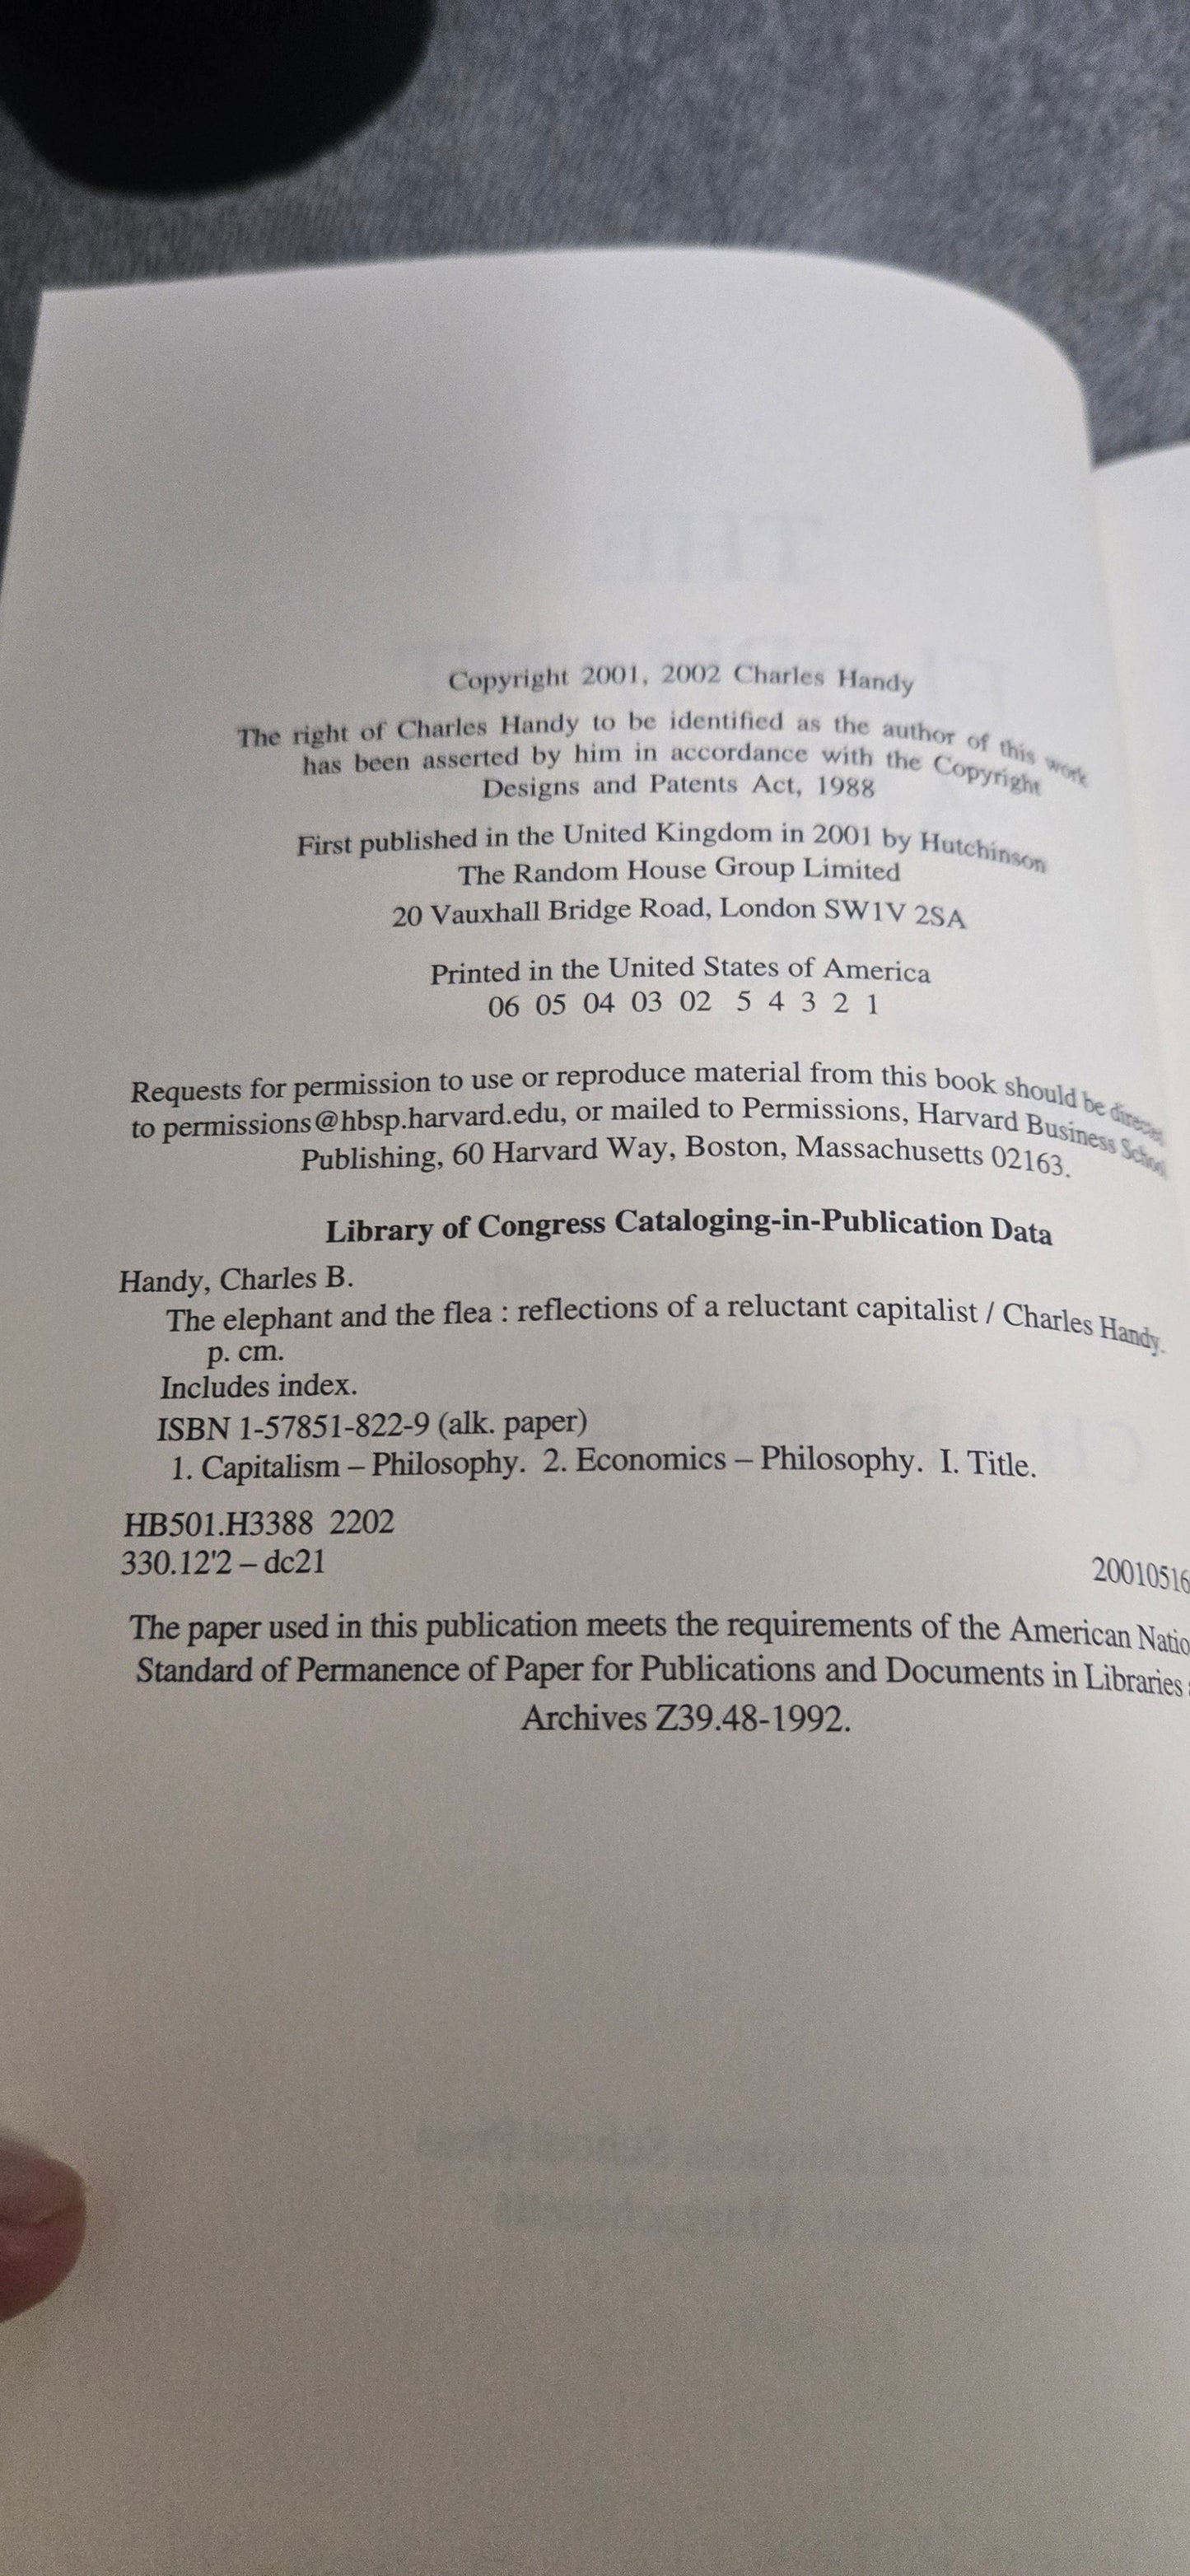 Copyright 2001, 2002 Charles Handy
The right of Charles Handy to be identified as the author of this work
has been asserted by him in accordance with the Copyright
Designs and Patents Act, 1988
First published in the United Kingdom in 2001 by Hutchinson
The Random House Group Limited
20 Vauxhall Bridge Road, London SW1V 2SA
Printed in the United States of America
06 05 04 03 02 5 4 3 2 1
Requests for permission to use or reproduce material from this book should be directed
to permissions@hbsp.harvard.edu, or mailed to Permissions, Harvard Business School
Publishing, 60 Harvard Way, Boston, Massachusetts 02163.
Library of Congress Cataloging-in-Publication Data
Handy, Charles B.
The elephant and the flea : reflections of a reluctant capitalist / Charles Handy.
p. cm.
Includes index.
ISBN 1-57851-822-9 (alk. paper)
1. Capitalism – Philosophy. 2. Economics – Philosophy. I. Title.
HB501.H3388 2202
330.12'2 – dc21
20010516
The paper used in this publication meets the requirements of the American Natio
Standard of Permanence of Paper for Publications and Documents in Libraries
Archives Z39.48-1992.